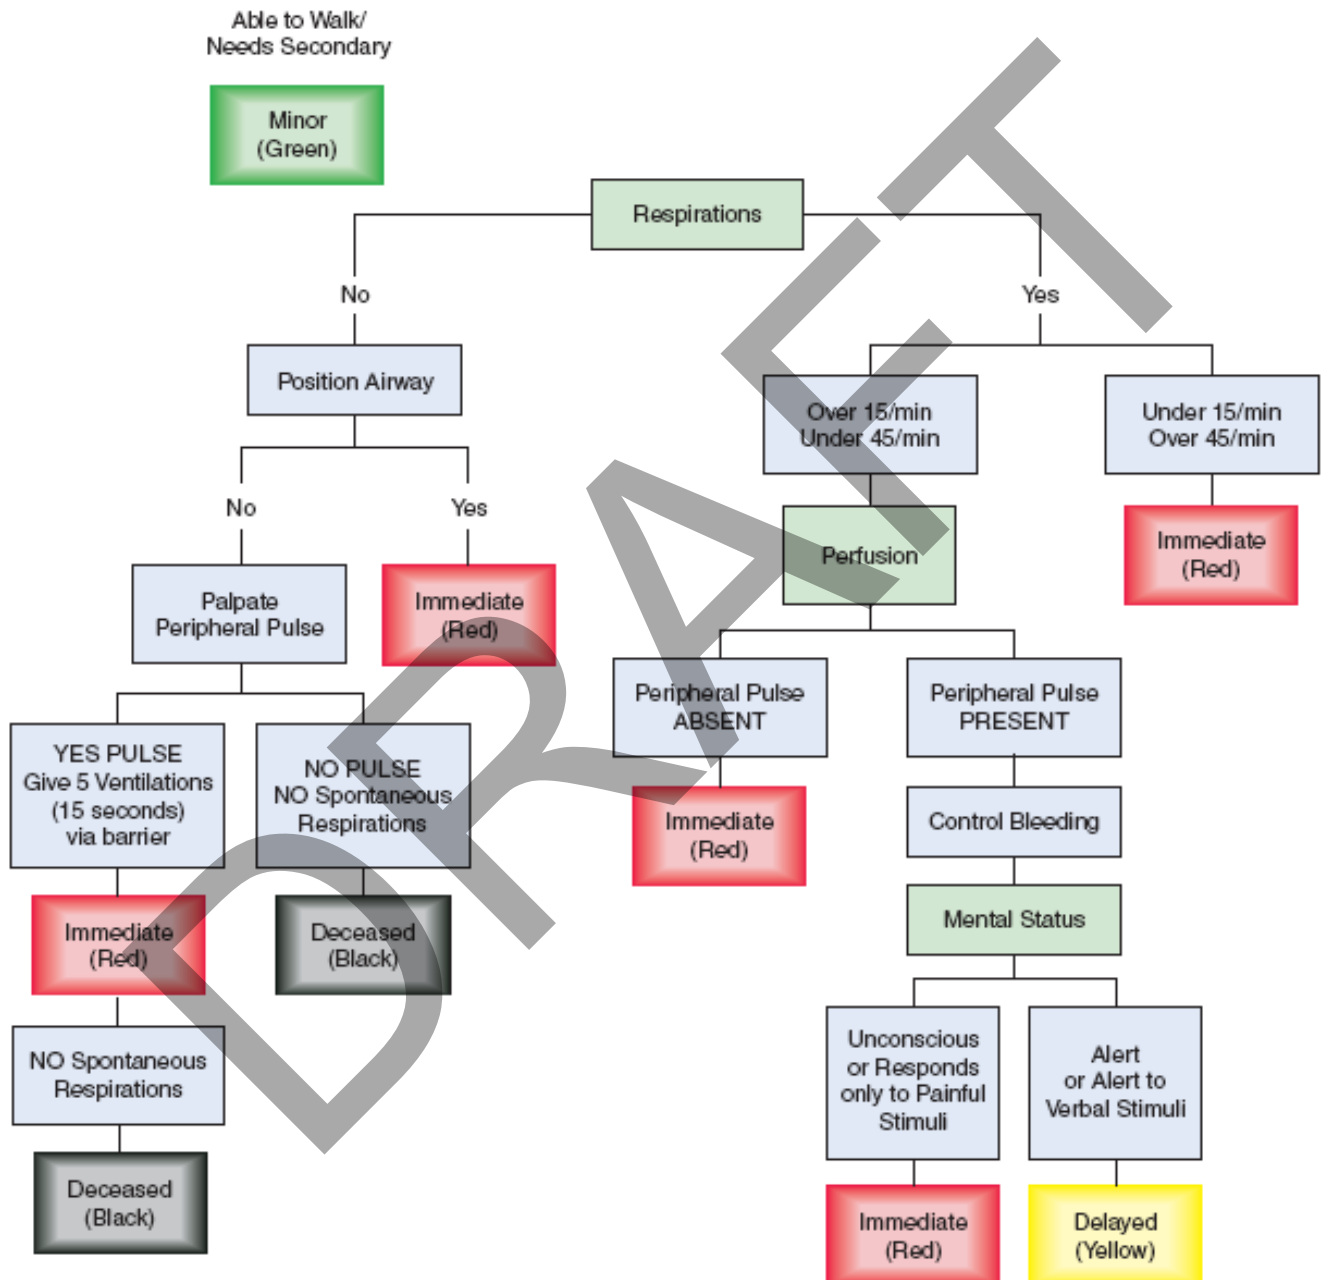 Able to Walk/
Needs Secondary
Minor
(Green)
Respirations
No
Yes
Position Airway
Over 15/min
Under 45/min
Under 15/min
Over 45/min
No
Yes
Perfusion
Immediate
(Red)
Palpate
Peripheral Pulse
Immediate
(Red)
Peripheral Pulse
ABSENT
Peripheral Pulse
PRESENT
YES PULSE
Give 5 Ventilations
(15 seconds)
via barrier
NO PULSE
NO Spontaneous
Respirations
Immediate
(Red)
Control Bleeding
Immediate
(Red)
Deceased
(Black)
Mental Status
NO Spontaneous
Respirations
Unconscious
or Responds
only to Painful
Stimuli
Alert
or Alert to
Verbal Stimuli
Deceased
(Black)
Immediate
(Red)
Delayed
(Yellow)
DRAFT